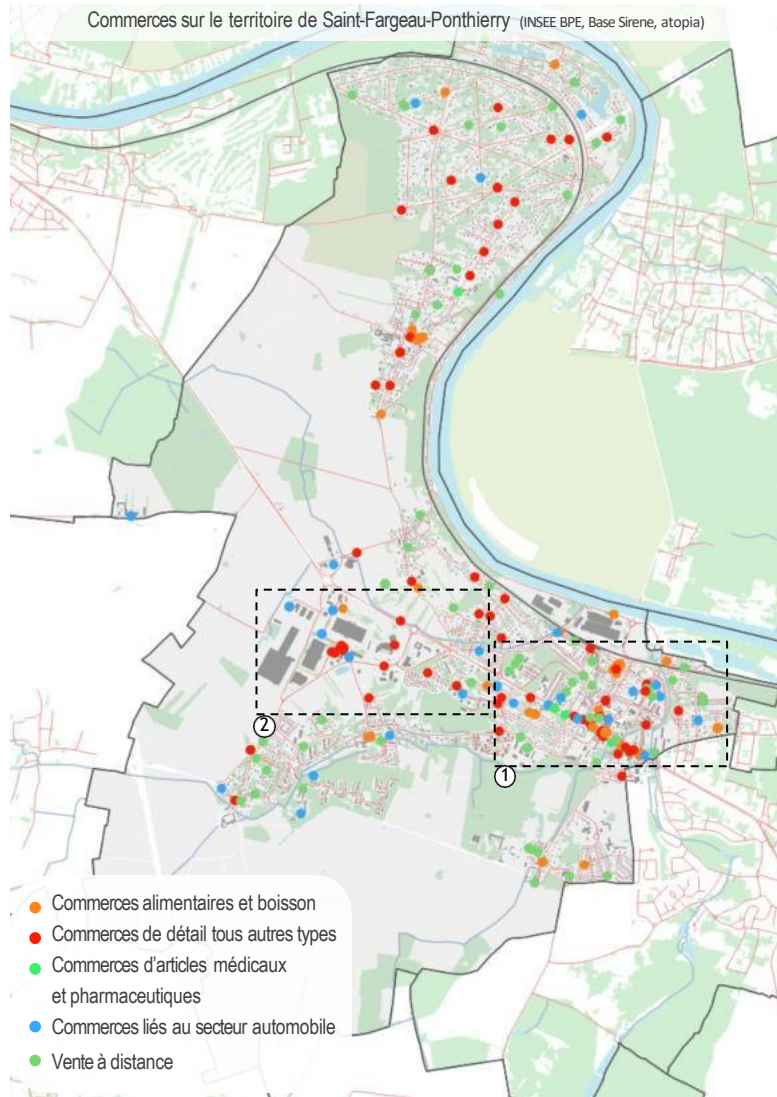 Commerces sur le territoire de Saint-Fargeau-Ponthierry (INSEE BPE, Base Sirene, atopia)
②
①
Commerces alimentaires et boisson
Commerces de détail tous autres types
Commerces d'articles médicaux
et pharmaceutiques
Commerces liés au secteur automobile
Vente à distance